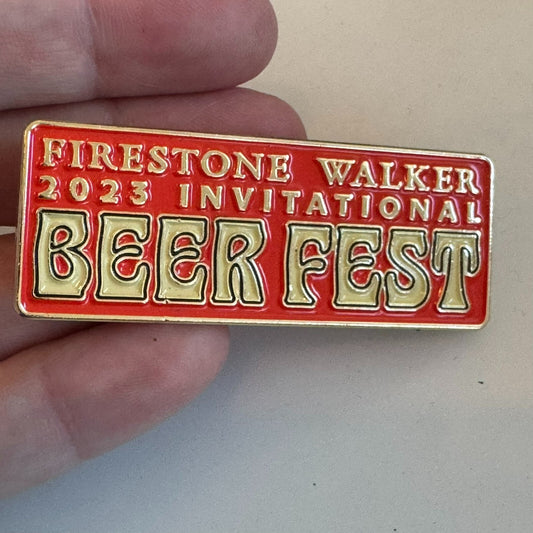 FIRESTONE WALKER
2023 INVITATIONAL
BEER FEST